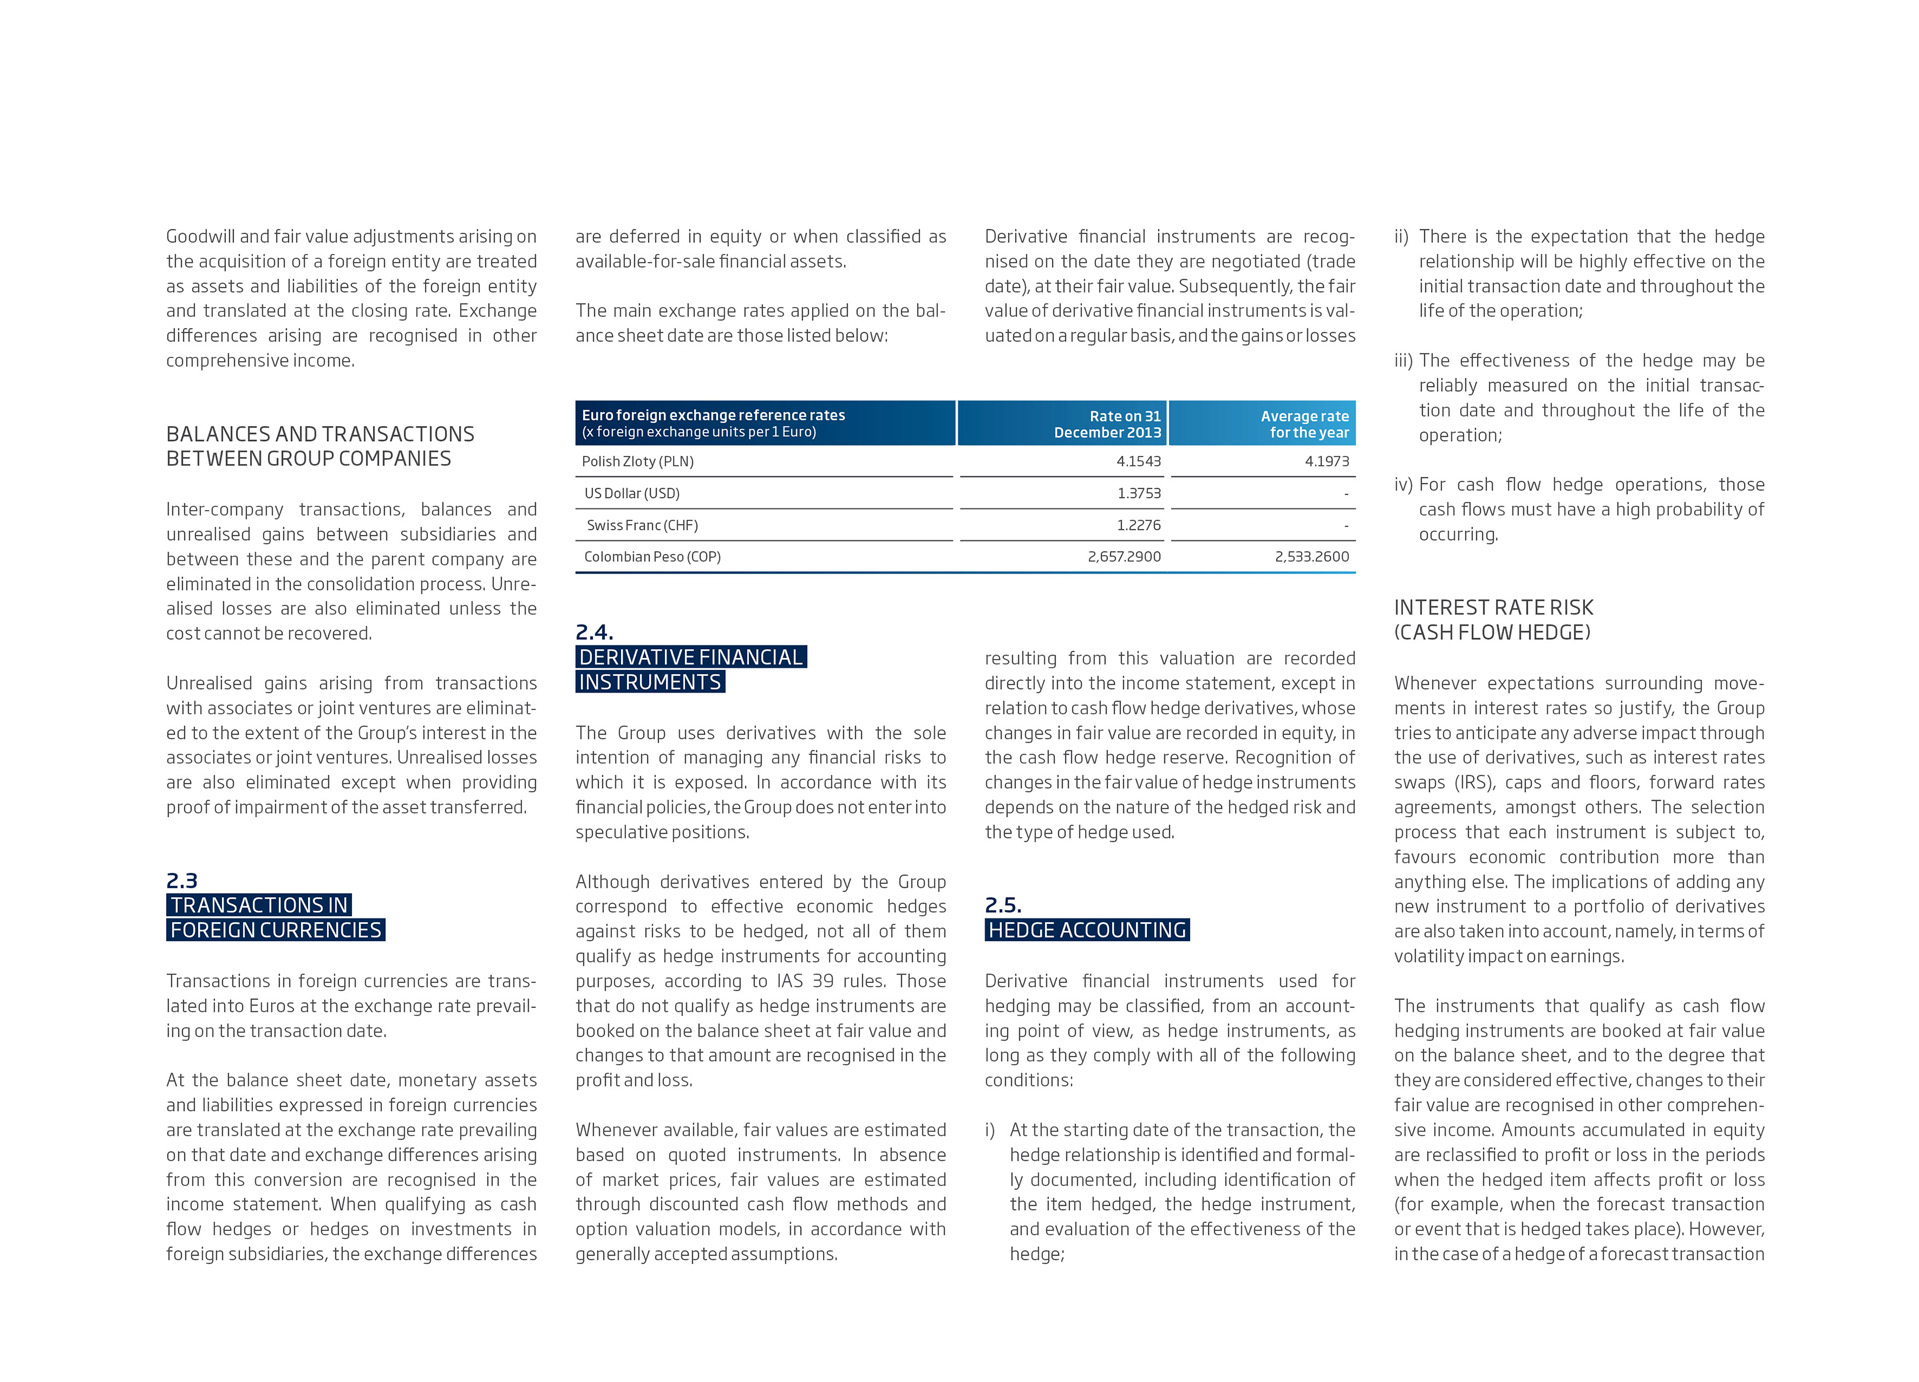 Goodwill and fair value adjustments arising on
the acquisition of a foreign entity are treated
as assets and liabilities of the foreign entity
and translated at the closing rate. Exchange
differences arising are recognised in other
comprehensive income.
BALANCES AND TRANSACTIONS
BETWEEN GROUP COMPANIES
Inter-company transactions, balances and
unrealised gains between subsidiaries and
between these and the parent company are
eliminated in the consolidation process. Unre-
alised losses are also eliminated unless the
cost cannot be recovered.
Unrealised gains arising from transactions
with associates or joint ventures are eliminat-
ed to the extent of the Group's interest in the
associates or joint ventures. Unrealised losses
are also eliminated except when providing
proof of impairment of the asset transferred.
2.3
TRANSACTIONS IN
FOREIGN CURRENCIES
Transactions in foreign currencies are trans-
lated into Euros at the exchange rate prevail-
ing on the transaction date.
At the balance sheet date, monetary assets
and liabilities expressed in foreign currencies
are translated at the exchange rate prevailing
on that date and exchange differences arising
from this conversion are recognised in the
income statement. When qualifying as cash
flow hedges or hedges on investments in
foreign subsidiaries, the exchange differences
are deferred in equity or when classified as
available-for-sale financial assets.
The main exchange rates applied on the bal-
ance sheet date are those listed below:
Euro foreign exchange reference rates
(x foreign exchange units per 1 Euro)
Rate on 31
December 2013
Average rate
for the year
Polish Zloty (PLN) 4.1543 4.1973
US Dollar (USD) 1.3753 -
Swiss Franc (CHF) 1.2276 -
Colombian Peso (COP) 2,657.2900 2,533.2600
2.4.
DERIVATIVE FINANCIAL
INSTRUMENTS
The Group uses derivatives with the sole
intention of managing any financial risks to
which it is exposed. In accordance with its
financial policies, the Group does not enter into
speculative positions.
Although derivatives entered by the Group
correspond to effective economic hedges
against risks to be hedged, not all of them
qualify as hedge instruments for accounting
purposes, according to IAS 39 rules. Those
that do not qualify as hedge instruments are
booked on the balance sheet at fair value and
changes to that amount are recognised in the
profit and loss.
Whenever available, fair values are estimated
based on quoted instruments. In absence
of market prices, fair values are estimated
through discounted cash flow methods and
option valuation models, in accordance with
generally accepted assumptions.
Derivative financial instruments are recog-
nised on the date they are negotiated (trade
date), at their fair value. Subsequently, the fair
value of derivative financial instruments is val-
uated on a regular basis, and the gains or losses
resulting from this valuation are recorded
directly into the income statement, except in
relation to cash flow hedge derivatives, whose
changes in fair value are recorded in equity, in
the cash flow hedge reserve. Recognition of
changes in the fair value of hedge instruments
depends on the nature of the hedged risk and
the type of hedge used.
2.5.
HEDGE ACCOUNTING
Derivative financial instruments used for
hedging may be classified, from an account-
ing point of view, as hedge instruments, as
long as they comply with all of the following
conditions:
i) At the starting date of the transaction, the
hedge relationship is identified and formal-
ly documented, including identification of
the item hedged, the hedge instrument,
and evaluation of the effectiveness of the
hedge;
ii) There is the expectation that the hedge
relationship will be highly effective on the
initial transaction date and throughout the
life of the operation;
iii) The effectiveness of the hedge may be
reliably measured on the initial transac-
tion date and throughout the life of the
operation;
iv) For cash flow hedge operations, those
cash flows must have a high probability of
occurring.
INTEREST RATE RISK
(CASH FLOW HEDGE)
Whenever expectations surrounding move-
ments in interest rates so justify, the Group
tries to anticipate any adverse impact through
the use of derivatives, such as interest rates
swaps (IRS), caps and floors, forward rates
agreements, amongst others. The selection
process that each instrument is subject to,
favours economic contribution more than
anything else. The implications of adding any
new instrument to a portfolio of derivatives
are also taken into account, namely, in terms of
volatility impact on earnings.
The instruments that qualify as cash flow
hedging instruments are booked at fair value
on the balance sheet, and to the degree that
they are considered effective, changes to their
fair value are recognised in other comprehen-
sive income. Amounts accumulated in equity
are reclassified to profit or loss in the periods
when the hedged item affects profit or loss
(for example, when the forecast transaction
or event that is hedged takes place). However,
in the case of a hedge of a forecast transaction